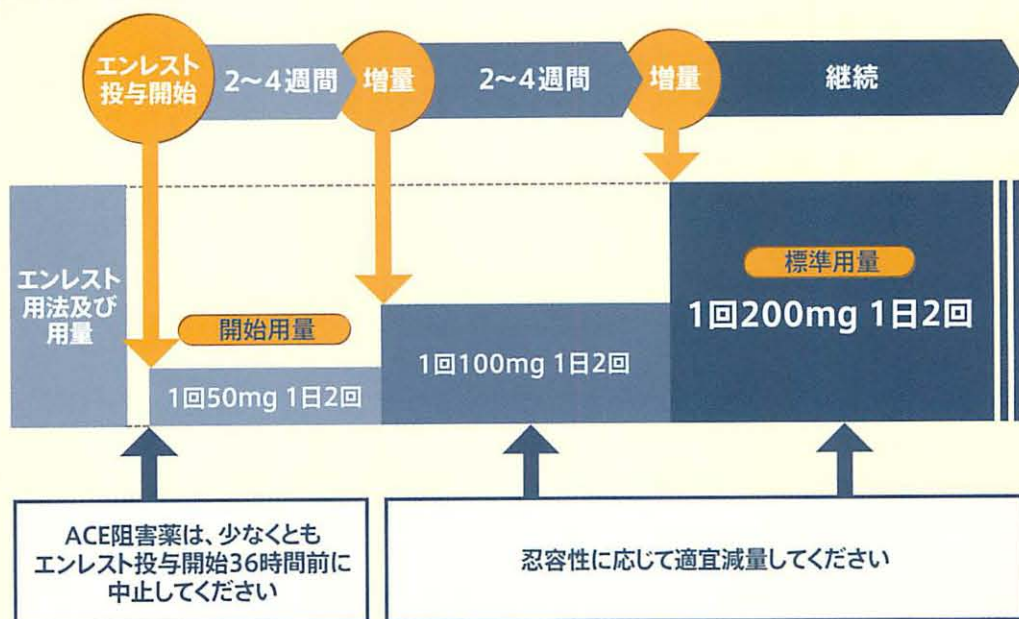 エンレスト
投与開始
2〜4週間
増量
2〜4週間
増量
継続
エンレスト
用法及び
用量
開始用量
1回50mg 1日2回
1回100mg 1日2回
標準用量
1回200mg 1日2回
ACE阻害薬は、少なくとも
エンレスト投与開始36時間前に
中止してください
忍容性に応じて適宜減量してください